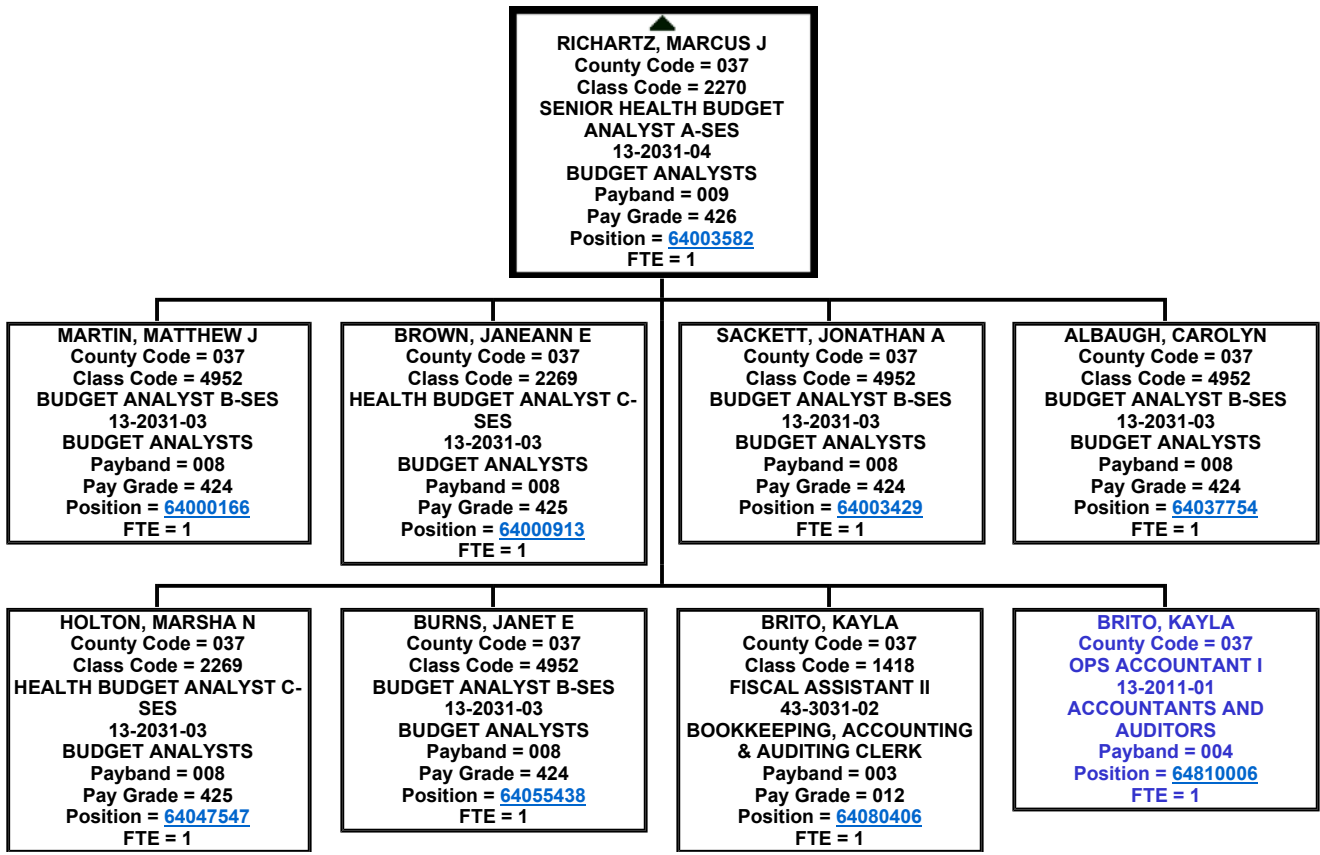 RICHARTZ, MARCUS J
County Code = 037
Class Code = 2270
SENIOR HEALTH BUDGET
ANALYST A-SES
13-2031-04
BUDGET ANALYSTS
Payband = 009
Pay Grade = 426
Position = 64003582
FTE = 1
MARTIN, MATTHEW J
County Code = 037
Class Code = 4952
BUDGET ANALYST B-SES
13-2031-03
BUDGET ANALYSTS
Payband = 008
Pay Grade = 424
Position = 64000166
FTE = 1
BROWN, JANEANN E
County Code = 037
Class Code = 2269
HEALTH BUDGET ANALYST C-
SES
13-2031-03
BUDGET ANALYSTS
Payband = 008
Pay Grade = 425
Position = 64000913
FTE = 1
SACKETT, JONATHAN A
County Code = 037
Class Code = 4952
BUDGET ANALYST B-SES
13-2031-03
BUDGET ANALYSTS
Payband = 008
Pay Grade = 424
Position = 64003429
FTE = 1
ALBAUGH, CAROLYN
County Code = 037
Class Code = 4952
BUDGET ANALYST B-SES
13-2031-03
BUDGET ANALYSTS
Payband = 008
Pay Grade = 424
Position = 64037754
FTE = 1
HOLTON, MARSHA N
County Code = 037
Class Code = 2269
HEALTH BUDGET ANALYST C-
SES
13-2031-03
BUDGET ANALYSTS
Payband = 008
Pay Grade = 425
Position = 64047547
FTE = 1
BURNS, JANET E
County Code = 037
Class Code = 4952
BUDGET ANALYST B-SES
13-2031-03
BUDGET ANALYSTS
Payband = 008
Pay Grade = 424
Position = 64055438
FTE = 1
BRITO, KAYLA
County Code = 037
Class Code = 1418
FISCAL ASSISTANT II
43-3031-02
BOOKKEEPING, ACCOUNTING
& AUDITING CLERK
Payband = 003
Pay Grade = 012
Position = 64080406
FTE = 1
BRITO, KAYLA
County Code = 037
OPS ACCOUNTANT I
13-2011-01
ACCOUNTANTS AND
AUDITORS
Payband = 004
Position = 64810006
FTE = 1